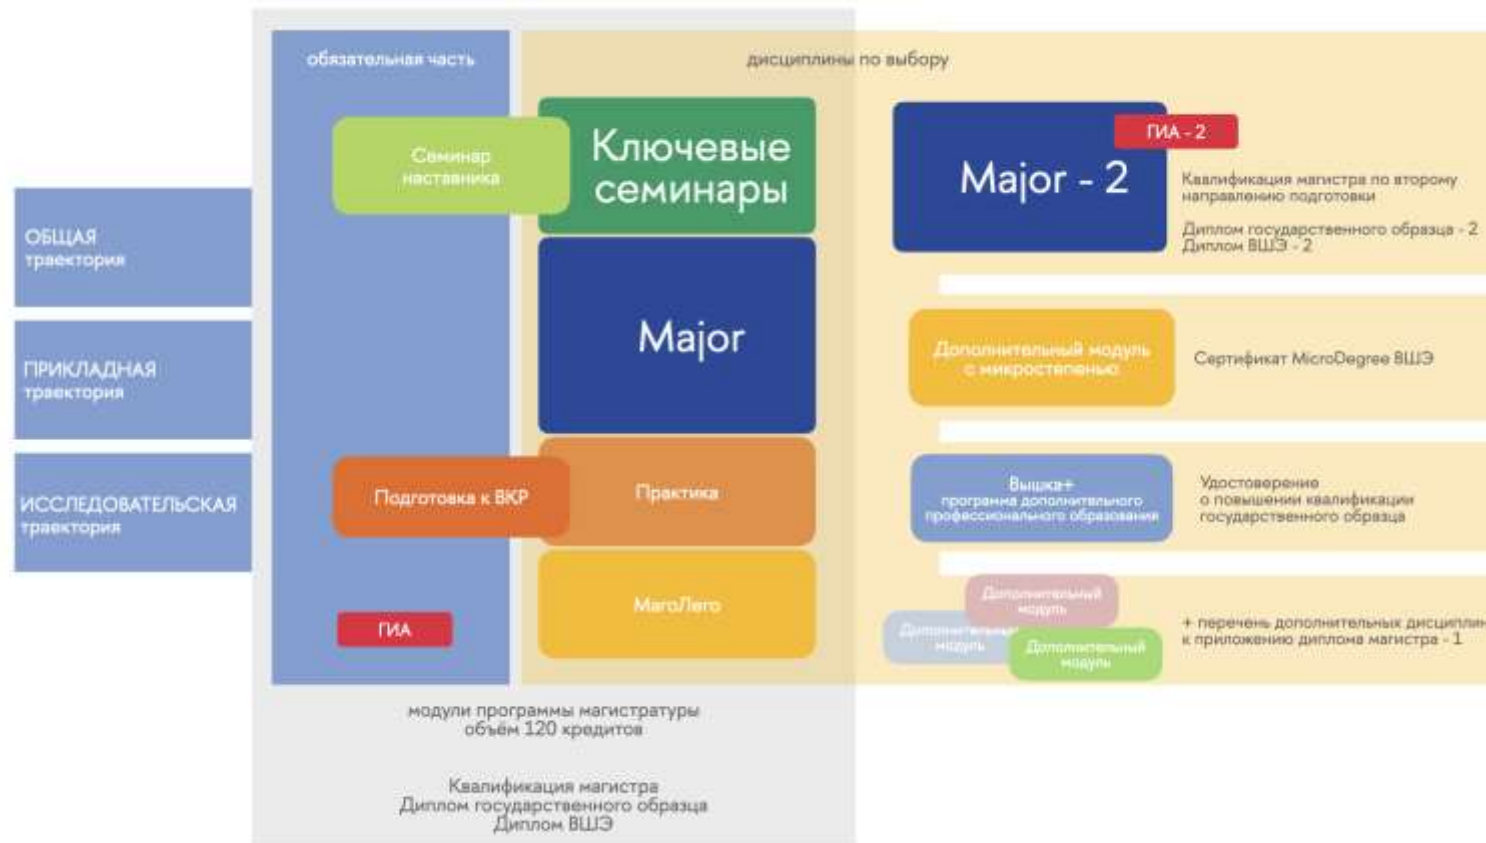 обязательная часть
дисциплины по выбору
Семинар
наставника
Ключевые
семинары
Major - 2
ГИА - 2
Квалификация магистра по второму
направлению подготовки
Диплом государственного образца - 2
Диплом ВШЭ - 2
ОБЩАЯ
траектория
ПРИКЛАДНАЯ
траектория
ИССЛЕДОВАТЕЛЬСКАЯ
траектория
Major
Дополнительный модуль
с микростепенью
Сертификат MicroDegree ВШЭ
Подготовка к ВКР
Практика
Вышка+
программа дополнительного
профессионального образования
Удостоверение
о повышении квалификации
государственного образца
ГИА
МагоЛего
Дополнительный
модуль
Дополнительный
модуль
Дополнительный
модуль
+ перечень дополнительных дисциплин
к приложению диплома магистра - 1
модули программы магистратуры
объём 120 кредитов
Квалификация магистра
Диплом государственного образца
Диплом ВШЭ